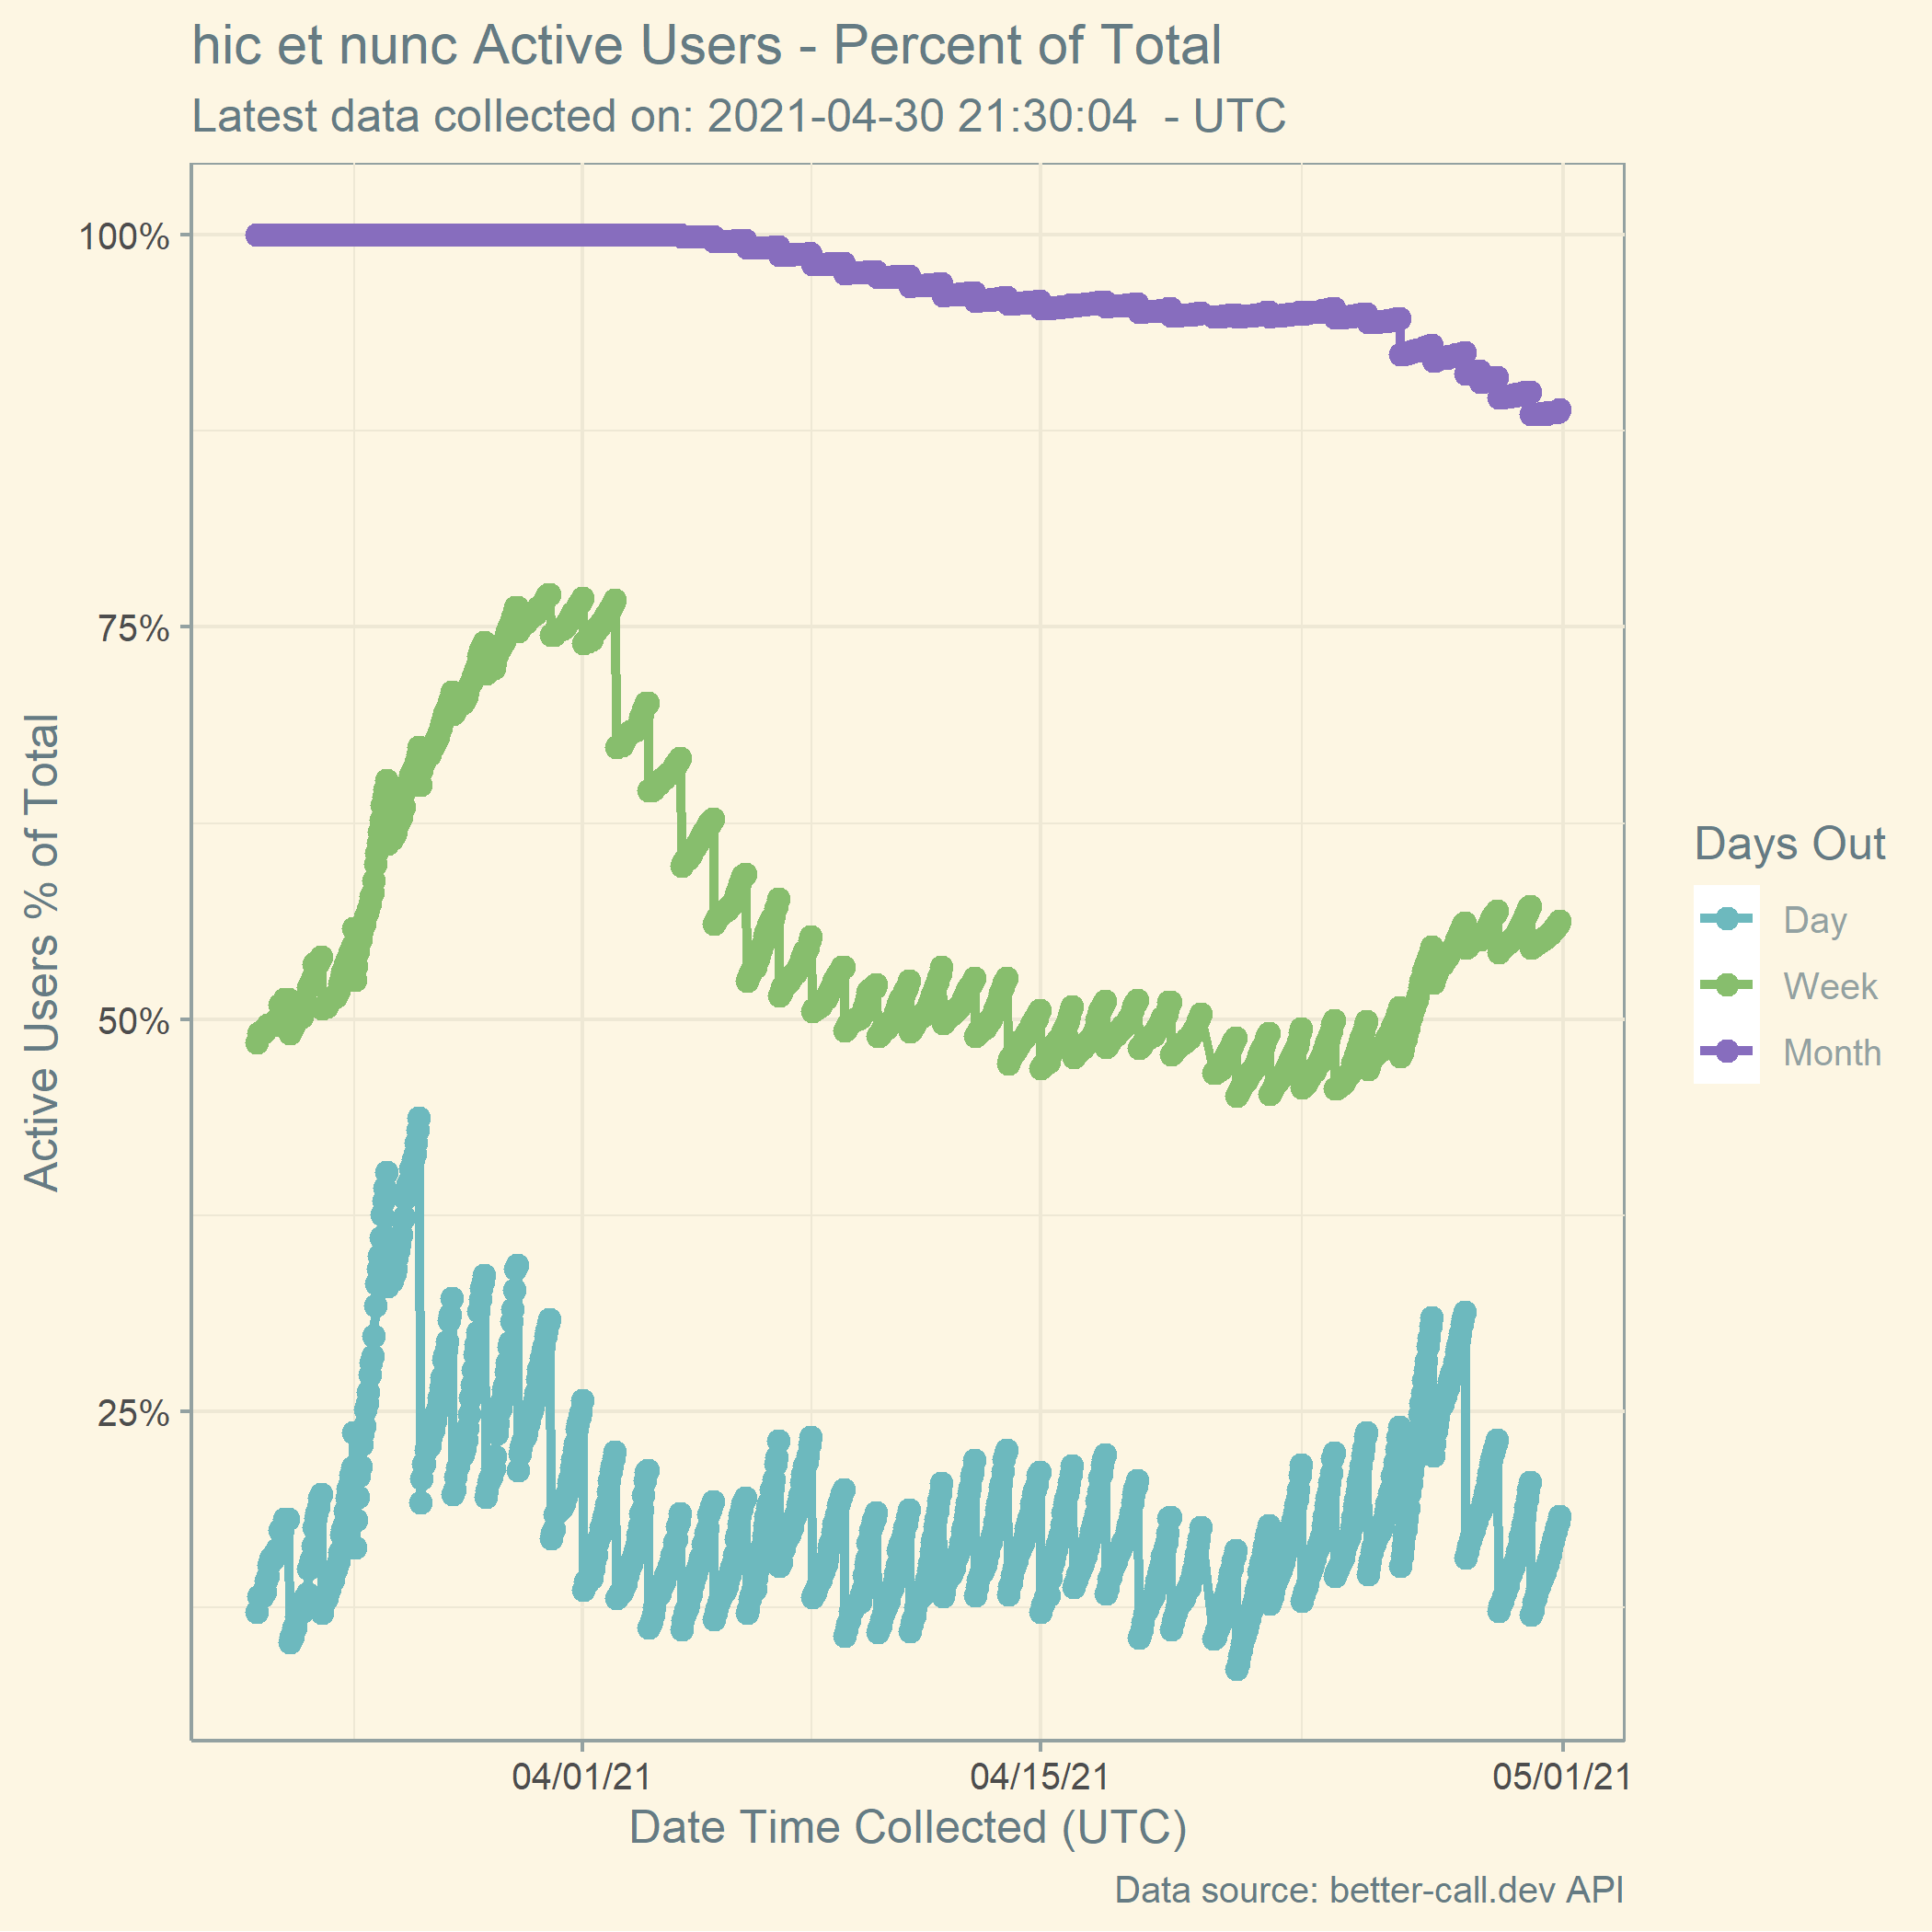 hic et nunc Active Users - Percent of Total
Latest data collected on: 2021-04-30 21:30:04  - UTC
Active Users % of Total
100%
75%
50%
25%
04/01/21
04/15/21
05/01/21
Date Time Collected (UTC)
Days Out
Day
Week
Month
Data source: better-call.dev API